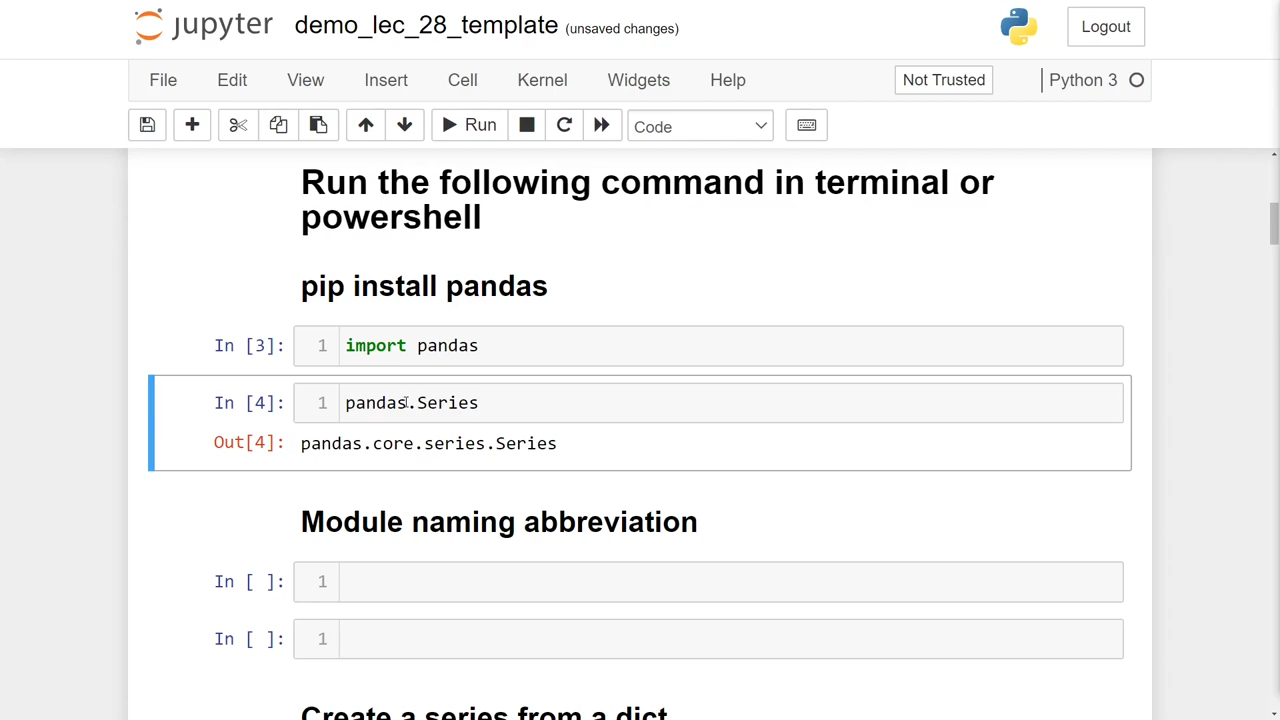 jupyter demo_lec_28_template (unsaved changes) Logout
File Edit View Insert Cell Kernel Widgets Help Not Trusted Python 3
Run Code
Run the following command in terminal or
powershell
pip install pandas
In [3]: 1 import pandas
In [4]: 1 pandas.Series
Out[4]: pandas.core.series.Series
Module naming abbreviation
In [ ]: 1
In [ ]: 1
Create a series from a dict